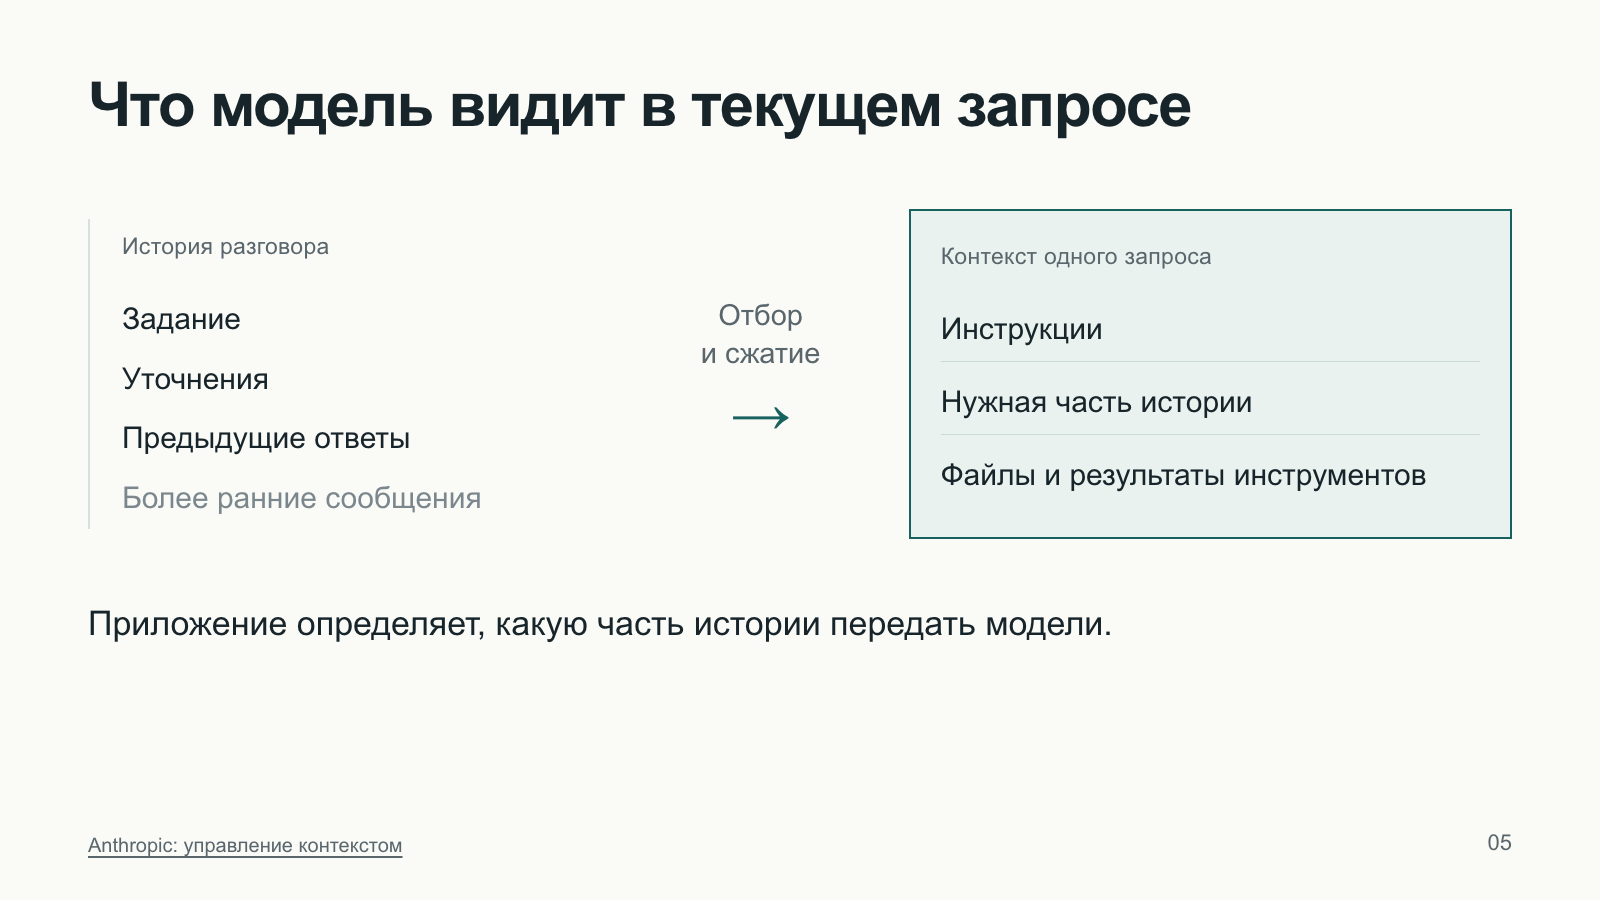 Что модель видит в текущем запросе
История разговора
Задание
Уточнения
Предыдущие ответы
Более ранние сообщения
Отбор
и сжатие
→
Контекст одного запроса
Инструкции
Нужная часть истории
Файлы и результаты инструментов
Приложение определяет, какую часть истории передать модели.
Anthropic: управление контекстом
05